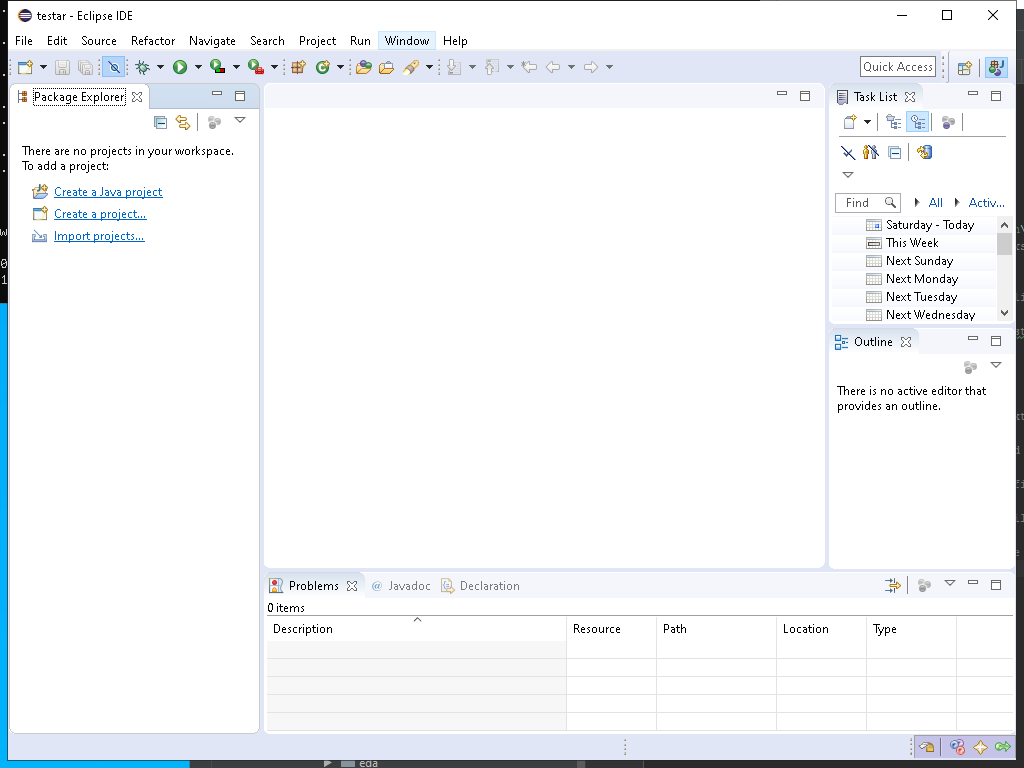 testar - Eclipse IDE
File Edit Source Refactor Navigate Search Project Run Window Help
Quick Access
Package Explorer
There are no projects in your workspace.
To add a project:
Create a Java project
Create a project...
Import projects...
Task List
Find All Activ...
Saturday - Today
This Week
Next Sunday
Next Monday
Next Tuesday
Next Wednesday
Outline
There is no active editor that
provides an outline.
Problems @ Javadoc Declaration
0 items
Description Resource Path Location Type
eda